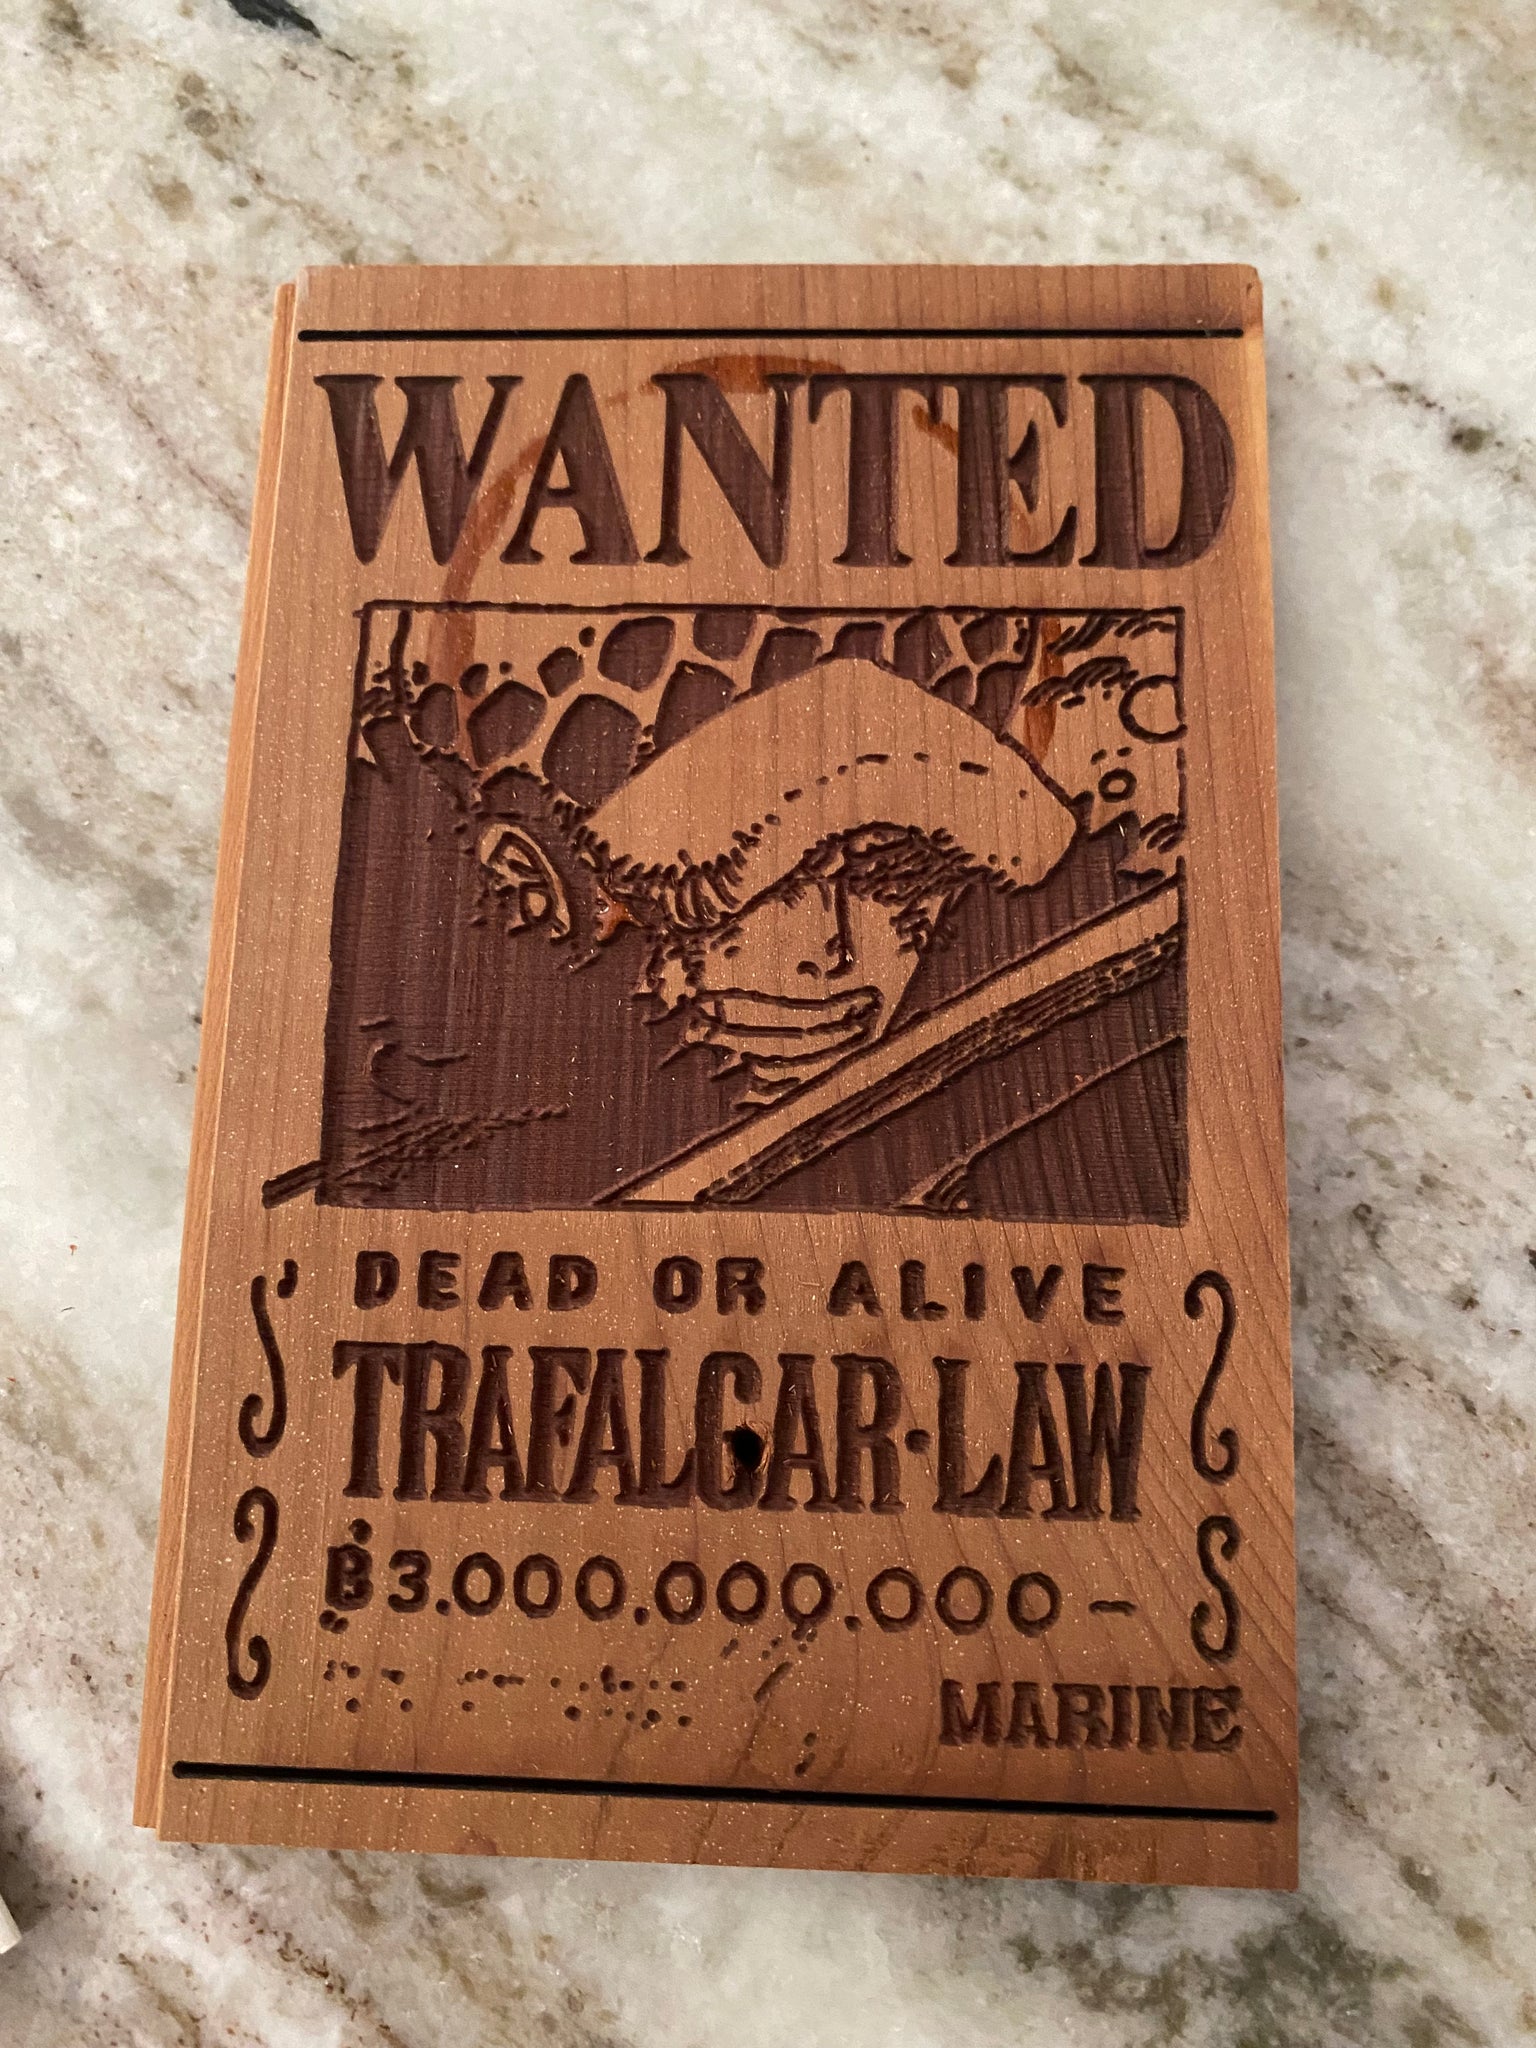 WANTED
DEAD OR ALIVE
TRAFALGAR·LAW
฿3.000.000.000-
MARINE